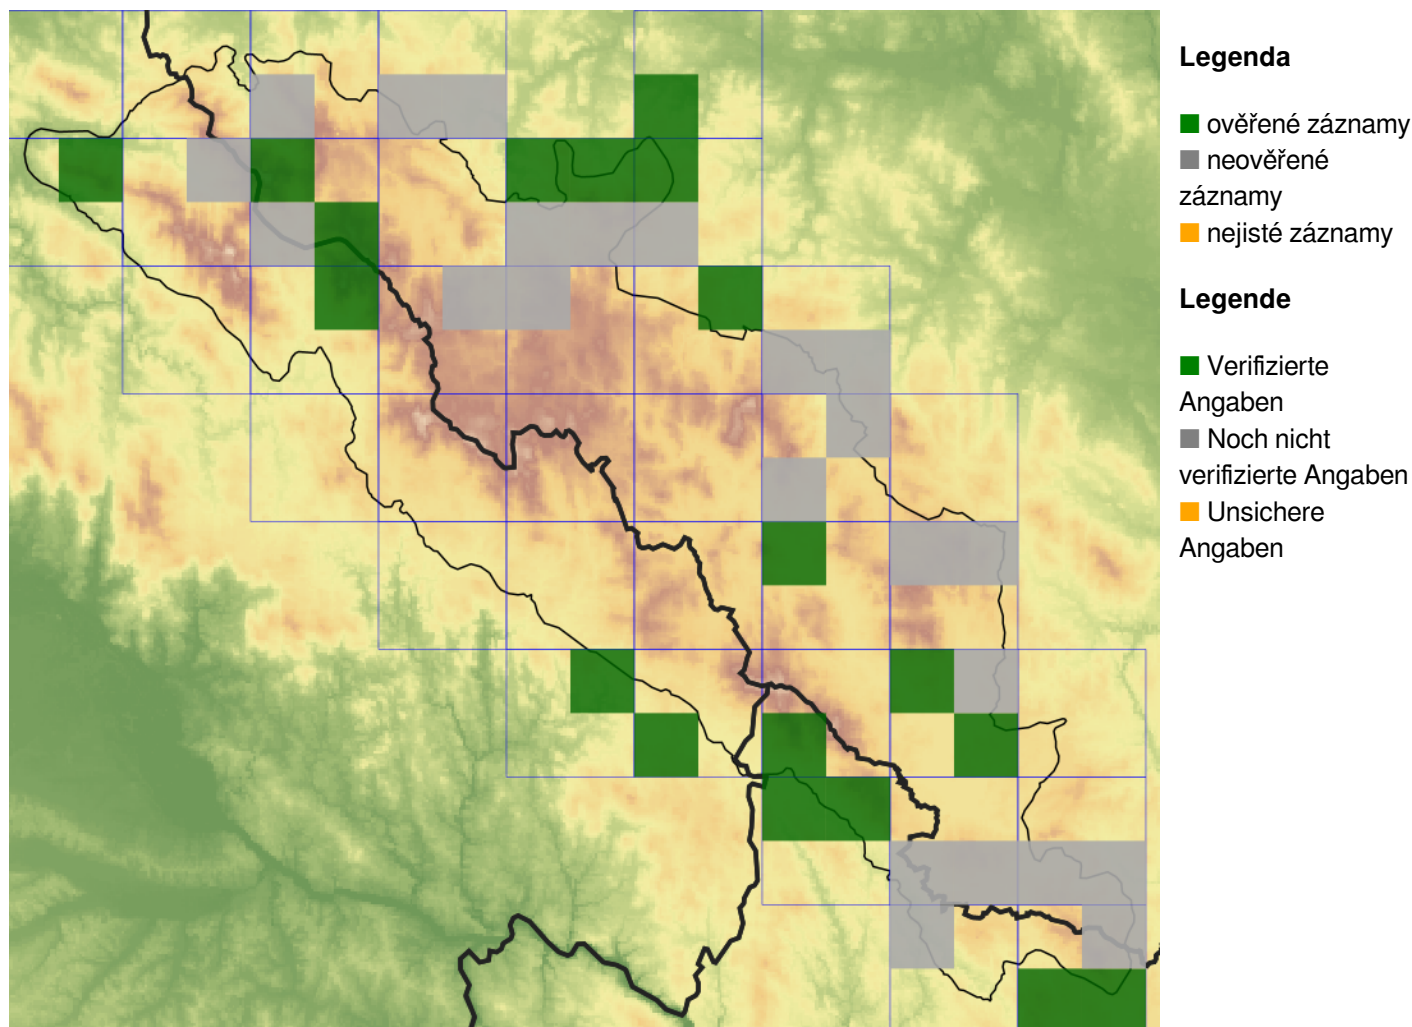 Legenda
ověřené záznamy
neověřené
záznamy
nejisté záznamy
Legende
Verifizierte
Angaben
Noch nicht
verifizierte Angaben
Unsichere
Angaben